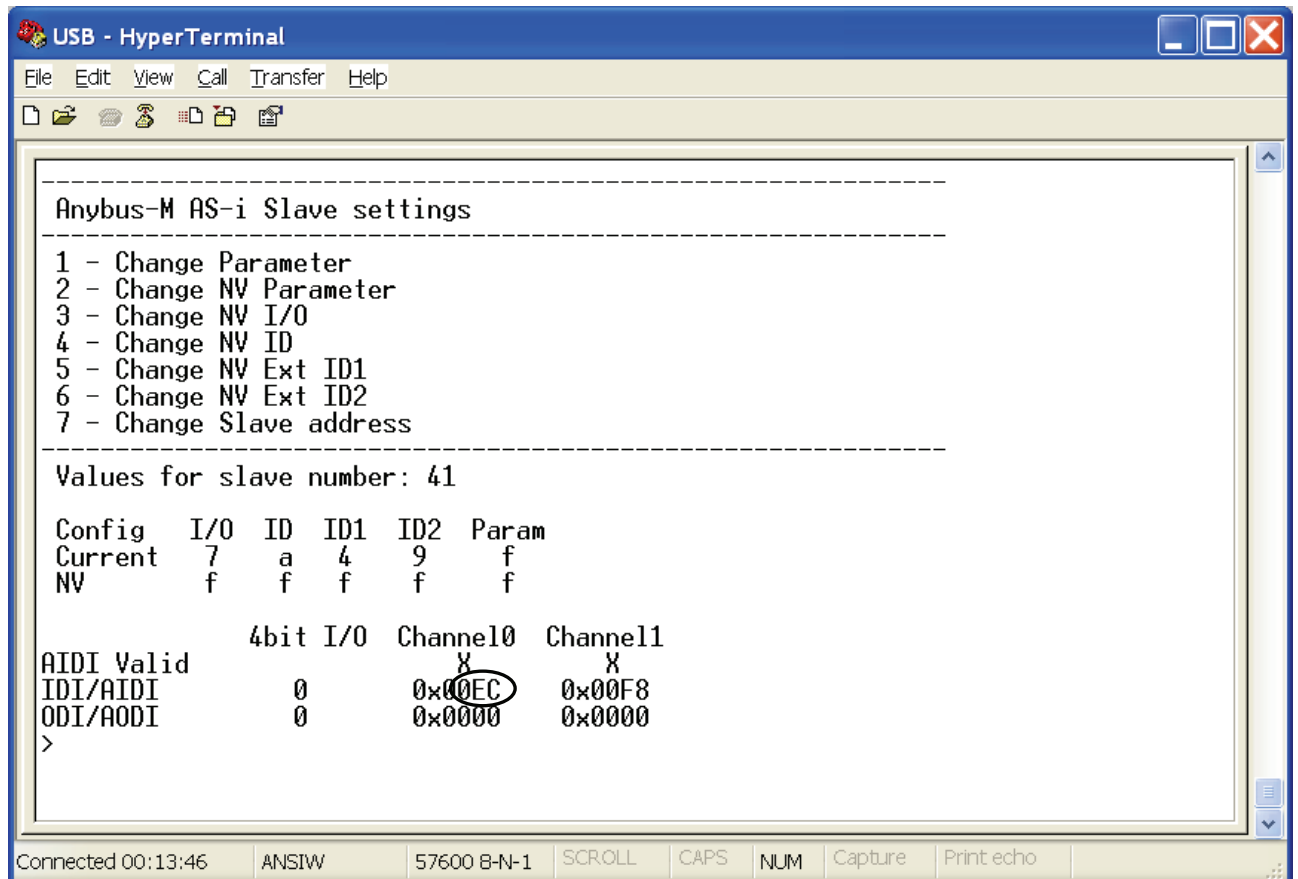 USB - HyperTerminal
File Edit View Call Transfer Help
Anybus-M AS-i Slave settings
1 - Change Parameter
2 - Change NV Parameter
3 - Change NV I/O
4 - Change NV ID
5 - Change NV Ext ID1
6 - Change NV Ext ID2
7 - Change Slave address
Values for slave number: 41
Config I/O ID ID1 ID2 Param
Current 7 a 4 9 f
NV f f f f f
4bit I/O Channel0 Channel1
AIDI Valid X X
IDI/AIDI 0 0x00EC 0x00F8
ODI/AODI 0 0x0000 0x0000
>
Connected 00:13:46 ANSIW 57600 8-N-1 SCROLL CAPS NUM Capture Print echo